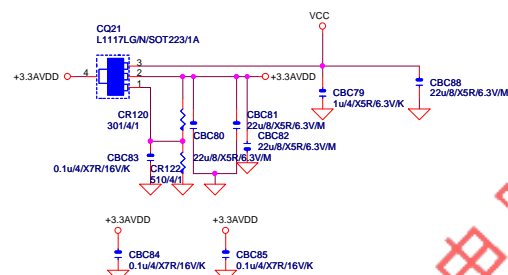 CQ21
L1117LG/N/SOT223/1A
VCC
3
+3.3AVDD
4
2
+3.3AVDD
1
CBC79
1u/4/X5R/6.3V/K
CBC88
22u/8/X5R/6.3V/M
CR120
301/4/1
CBC80
22u/8/X5R/6.3V/M
CBC81
22u/8/X5R/6.3V/M
CBC82
22u/8/X5R/6.3V/M
CBC83
0.1u/4/X7R/16V/K
CR122
510/4/1
+3.3AVDD
+3.3AVDD
CBC84
0.1u/4/X7R/16V/K
CBC85
0.1u/4/X7R/16V/K